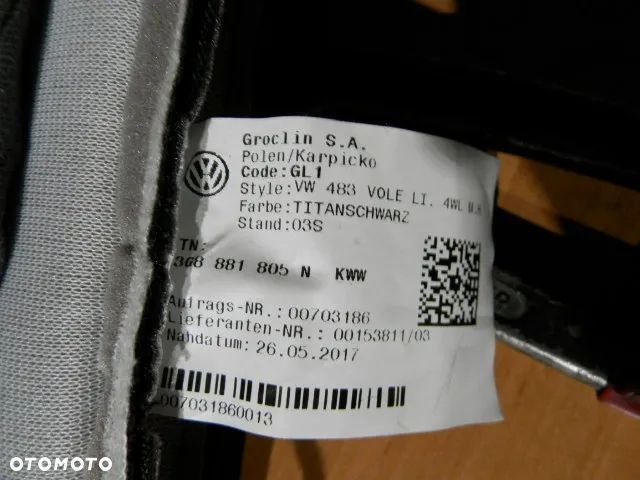 Groclin S.A.
Polen/Karpicko
Code:GL1
Style:VW 483 VOLE LI. 4WL M.H
Farbe:TITANSCHWARZ
Stand:03S
TN:
3G8 881 805 N KWW
Aufrags-NR.:00703186
Lieferanten-NR.: 00153811/03
Nahdatum:26.05.2017
007031860013
OTOMOTO